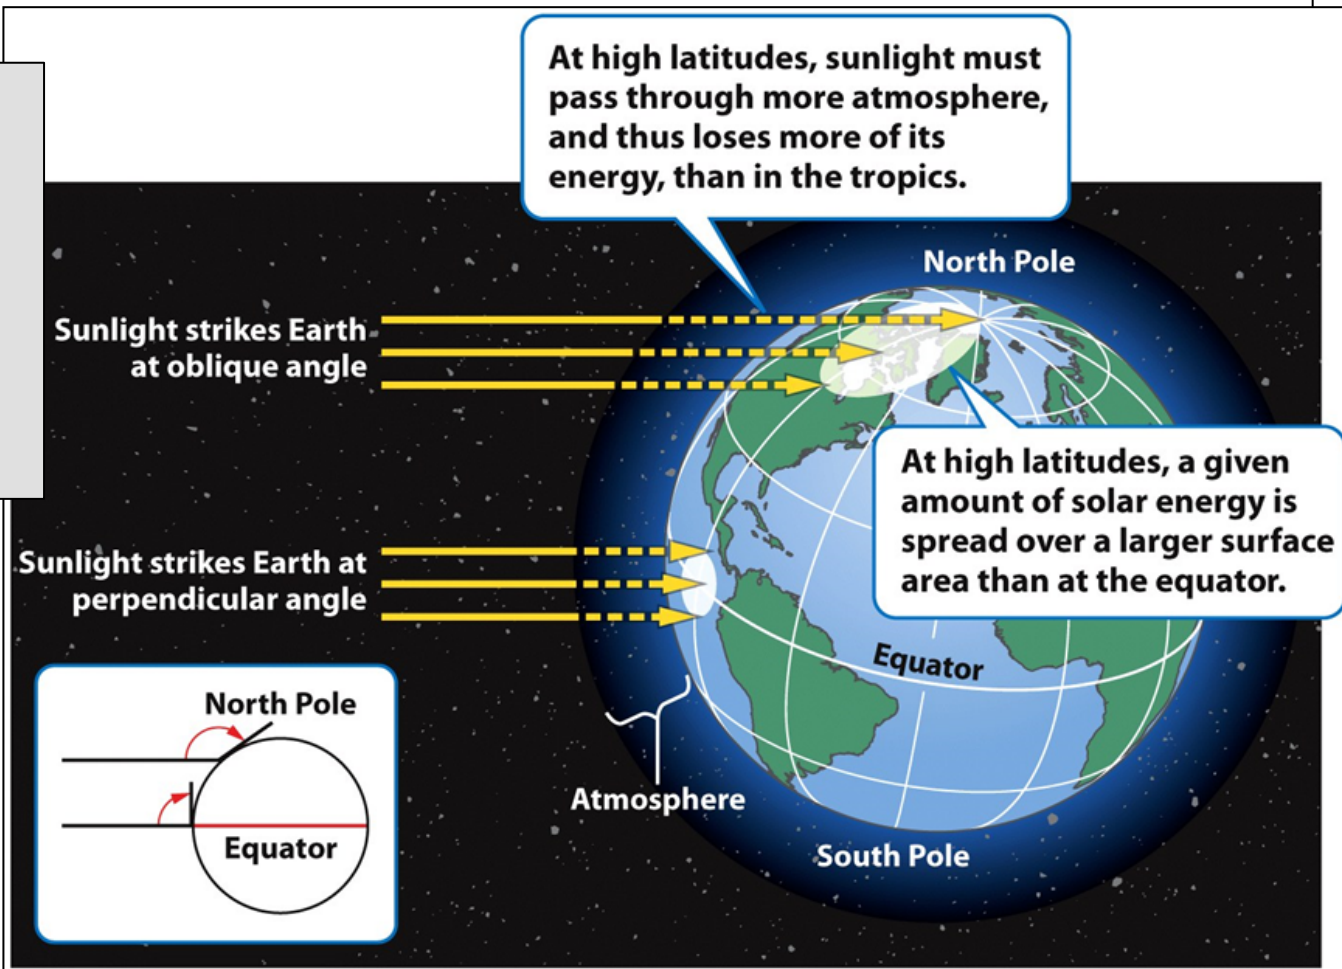 At high latitudes, sunlight must
pass through more atmosphere,
and thus loses more of its
energy, than in the tropics.
North Pole
Sunlight strikes Earth
at oblique angle
At high latitudes, a given
amount of solar energy is
spread over a larger surface
area than at the equator.
Sunlight strikes Earth at
perpendicular angle
Equator
North Pole
Equator
Atmosphere
South Pole